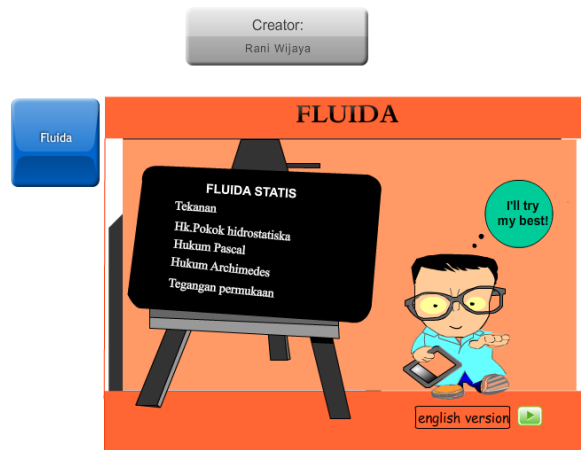 Creator:
Rani Wijaya
Fluida
FLUIDA
FLUIDA STATIS
Tekanan
Hk.Pokok hidrostatiska
Hukum Pascal
Hukum Archimedes
Tegangan permukaan
I'll try
my best!
english version